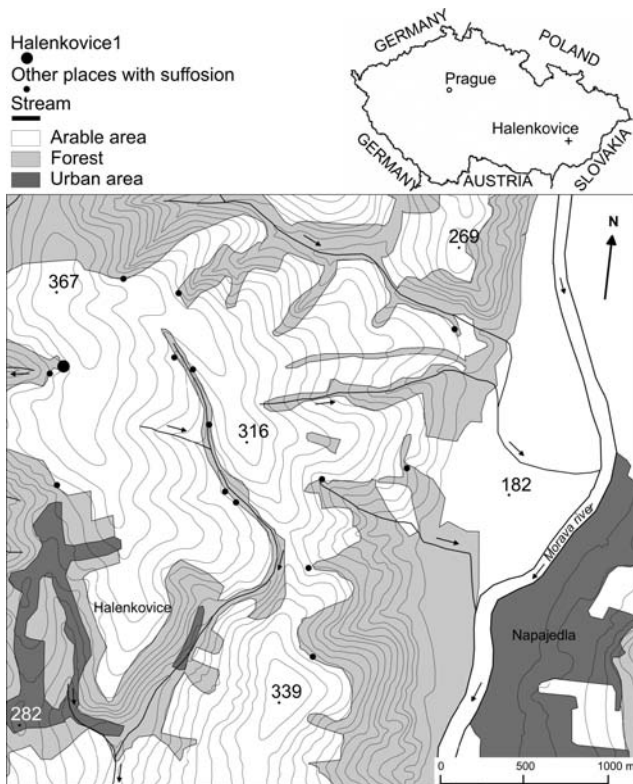 Halenkovice1
Other places with suffosion
Stream
Arable area
Forest
Urban area
GERMANY
POLAND
Prague
Halenkovice
GERMANY
AUSTRIA
SLOVAKIA
N
269
367
316
182
Morava river
Halenkovice
Napajedla
339
282
0 500 1000 m